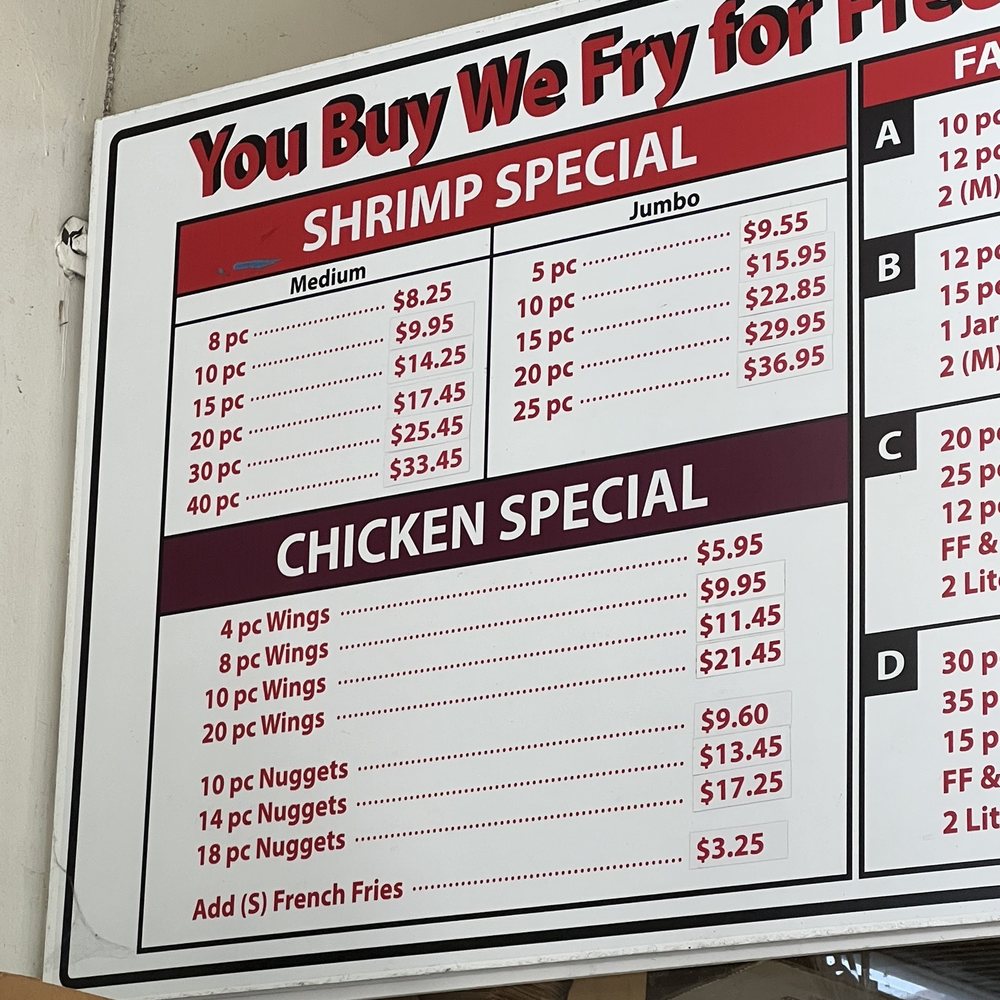 You Buy We Fry for Free
SHRIMP SPECIAL
Medium
8 pc $8.25
10 pc $9.95
15 pc $14.25
20 pc $17.45
30 pc $25.45
40 pc $33.45
Jumbo
5 pc $9.55
10 pc $15.95
15 pc $22.85
20 pc $29.95
25 pc $36.95
CHICKEN SPECIAL
4 pc Wings $5.95
8 pc Wings $9.95
10 pc Wings $11.45
20 pc Wings $21.45
10 pc Nuggets $9.60
14 pc Nuggets $13.45
18 pc Nuggets $17.25
Add (S) French Fries $3.25
FA
A
10 pc
12 pc
2 (M)
B
12 pc
15 pc
1 Jar
2 (M)
C
20 pc
25 pc
12 pc
FF &
2 Lit
D
30 p
35 p
15 p
FF &
2 Lit